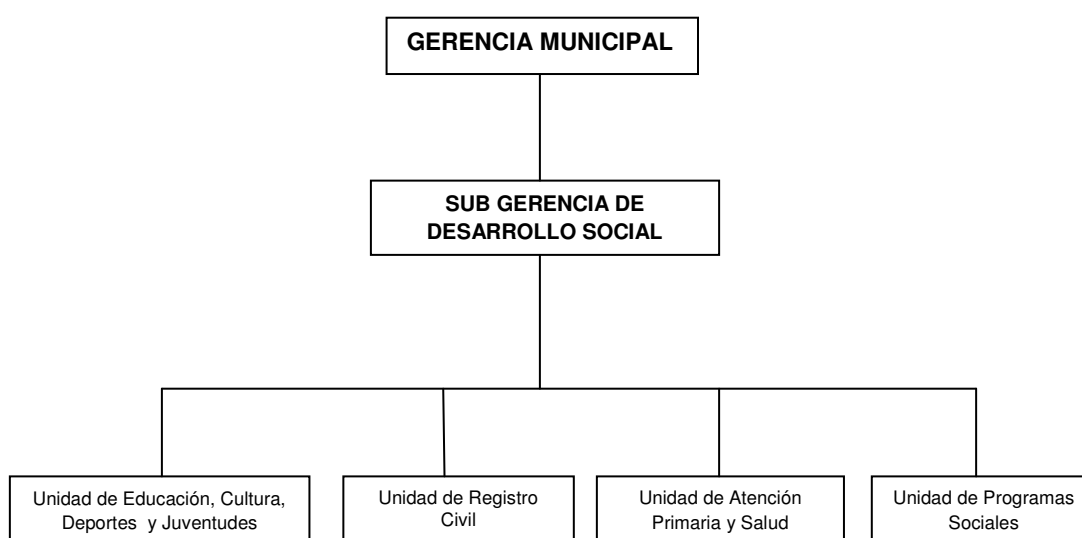 GERENCIA MUNICIPAL
SUB GERENCIA DE
DESARROLLO SOCIAL
Unidad de Educación, Cultura,
Deportes y Juventudes
Unidad de Registro
Civil
Unidad de Atención
Primaria y Salud
Unidad de Programas
Sociales